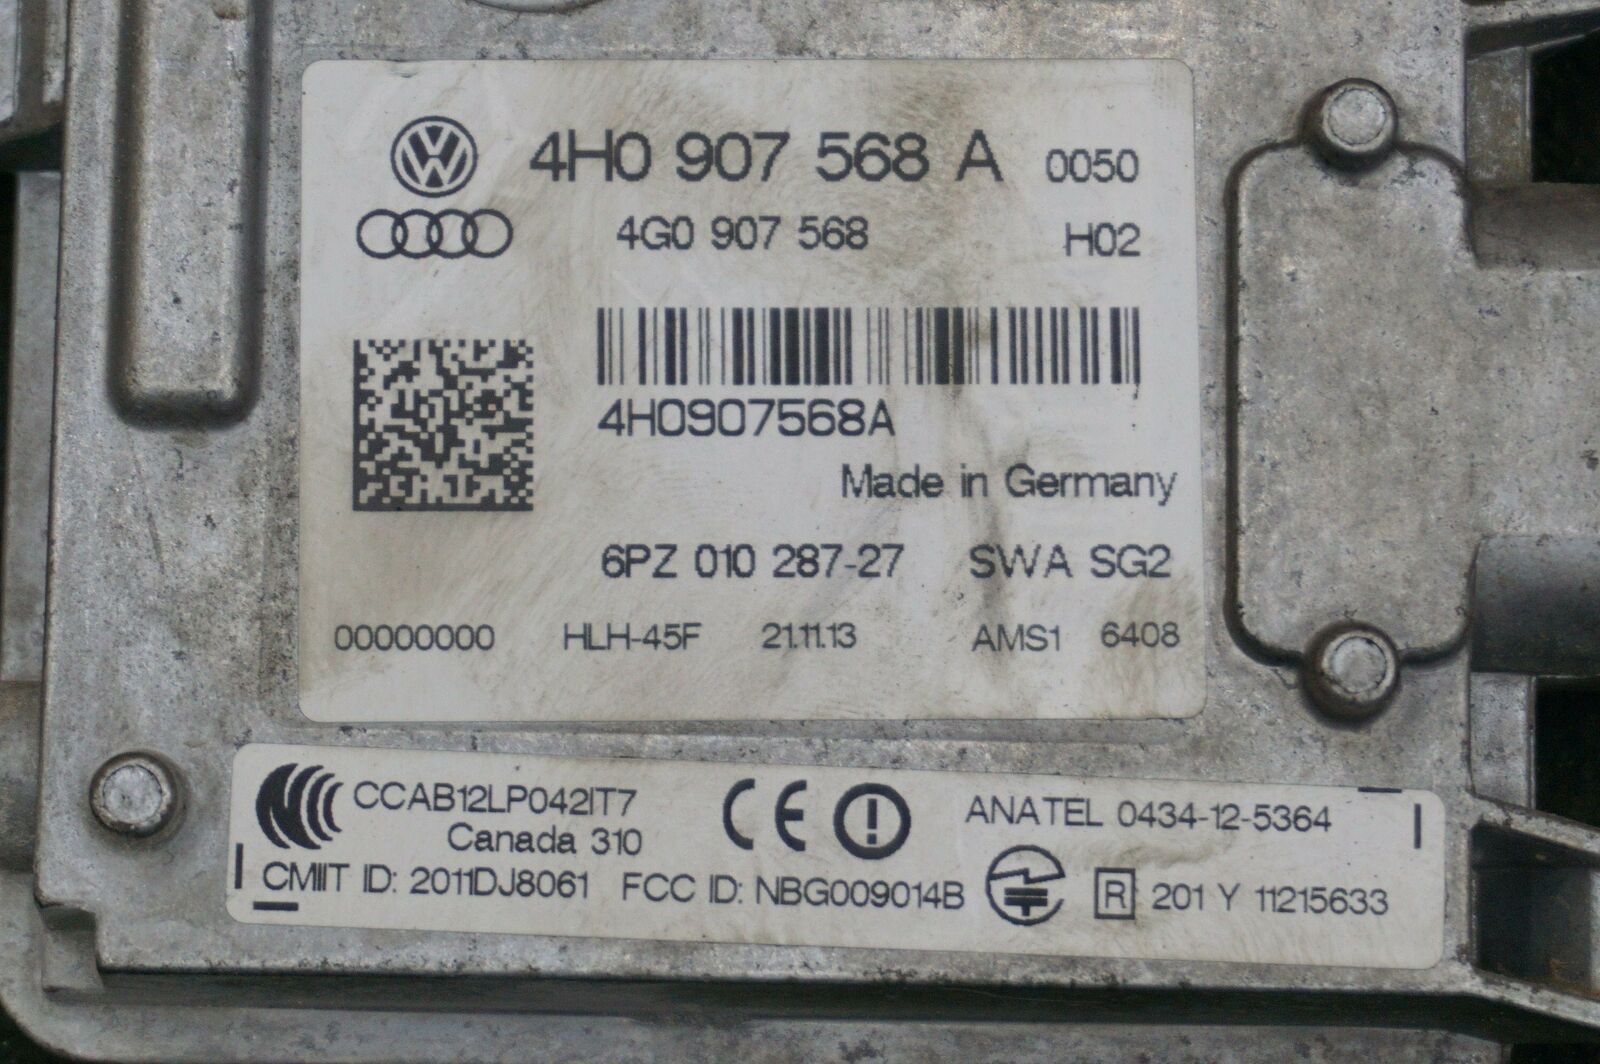 4H0 907 568 A 0050
4G0 907 568 H02
4H0907568A
Made in Germany
6PZ 010 287-27 SWA SG2
00000000 HLH-45F 21.11.13 AMS1 6408
CCAB12LP042IT7 CE ANATEL 0434-12-5364
Canada 310
CMIIT ID: 2011DJ8061 FCC ID: NBG009014B R 201 Y 11215633